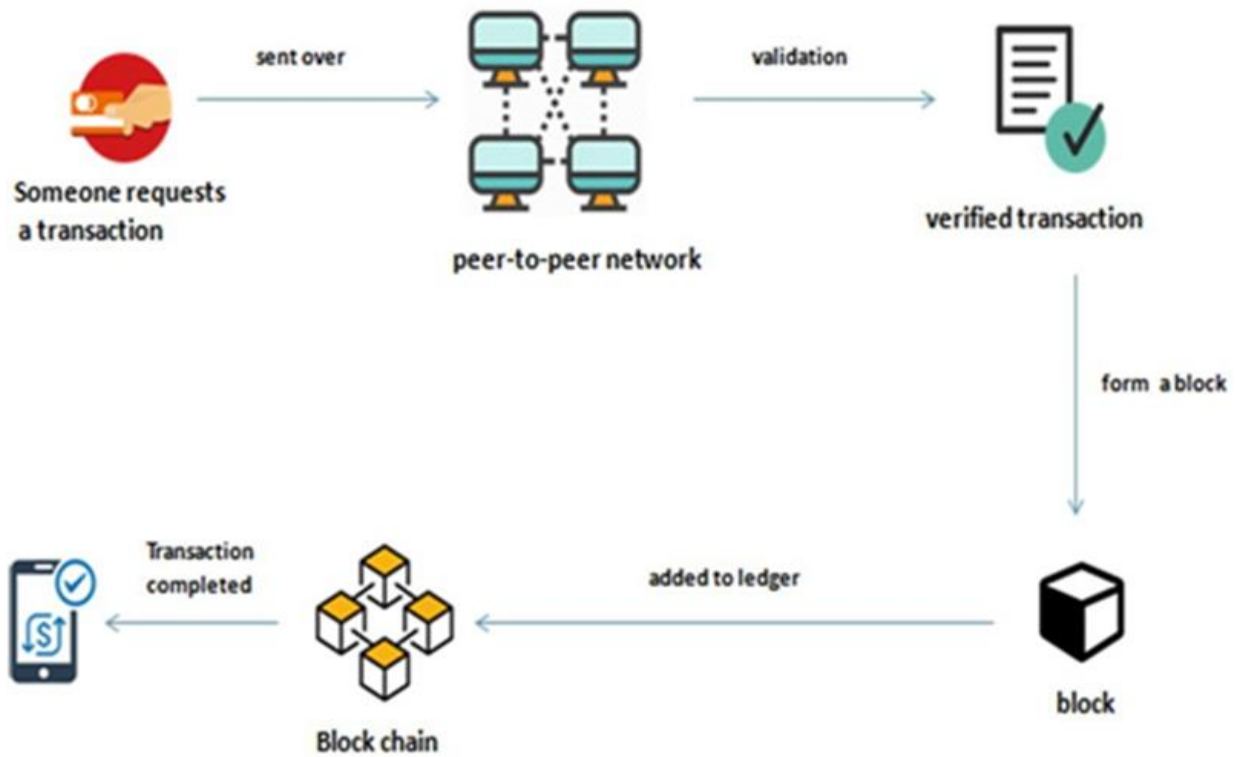 sent over
validation
Someone requests
a transaction
peer-to-peer network
verified transaction
form a block
added to ledger
block
Transaction
completed
Block chain
$